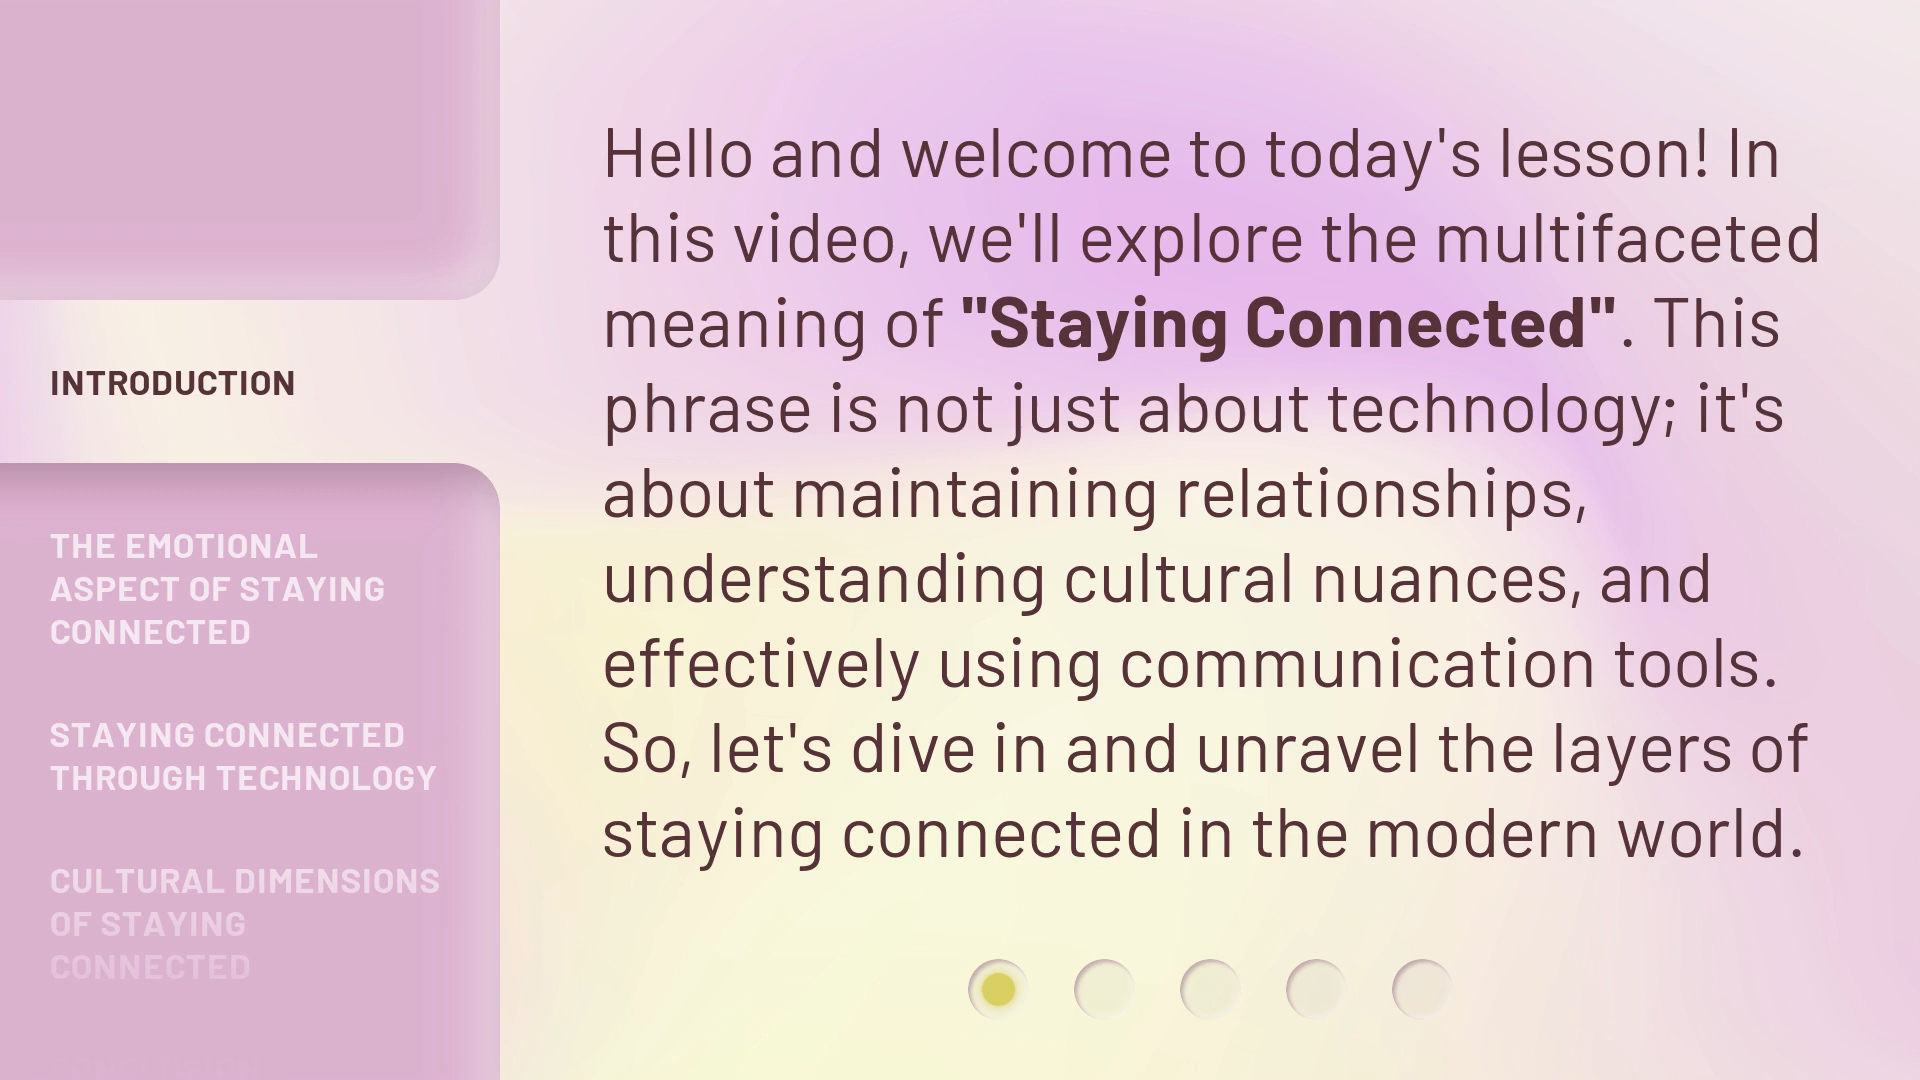 INTRODUCTION
THE EMOTIONAL
ASPECT OF STAYING
CONNECTED
STAYING CONNECTED
THROUGH TECHNOLOGY
CULTURAL DIMENSIONS
OF STAYING
CONNECTED
Hello and welcome to today's lesson! In
this video, we'll explore the multifaceted
meaning of "Staying Connected". This
phrase is not just about technology; it's
about maintaining relationships,
understanding cultural nuances, and
effectively using communication tools.
So, let's dive in and unravel the layers of
staying connected in the modern world.